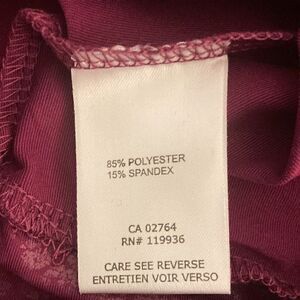 85% POLYESTER
15% SPANDEX
CA 02764
RN# 119936
CARE SEE REVERSE
ENTRETIEN VOIR VERSO